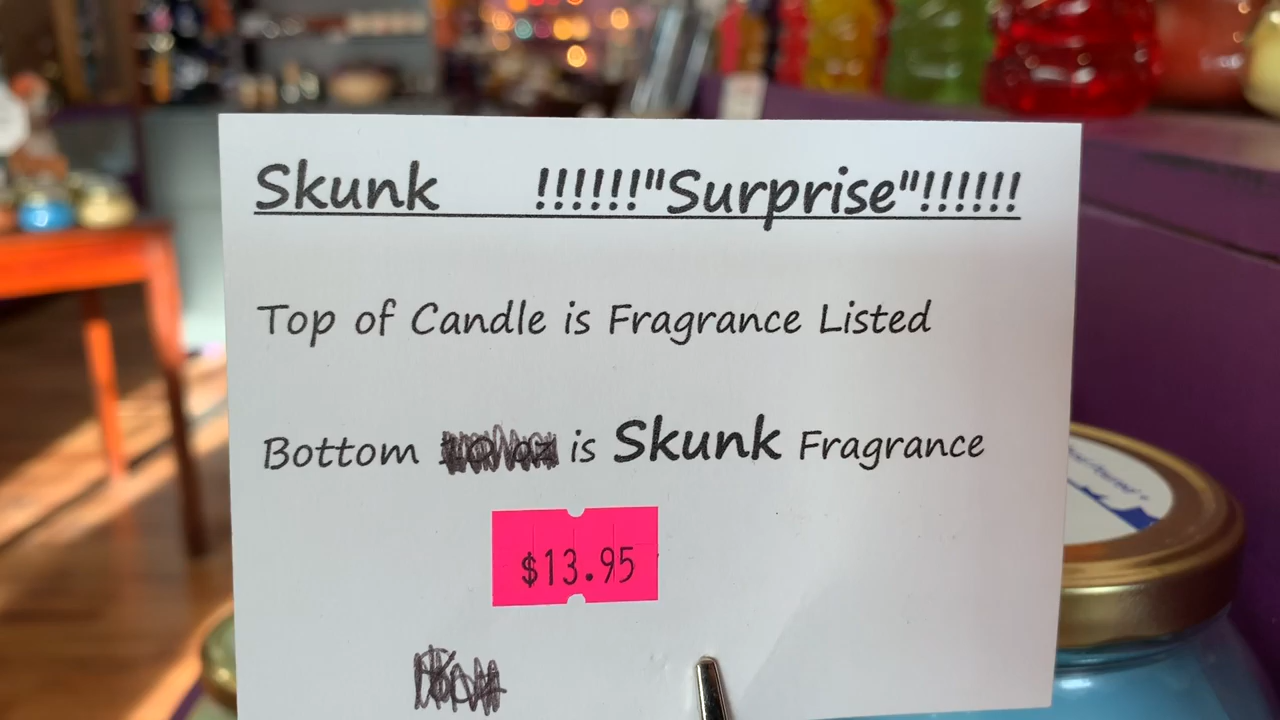 Skunk !!!!!!"Surprise"!!!!!!
Top of Candle is Fragrance Listed
Bottom is Skunk Fragrance
$13.95